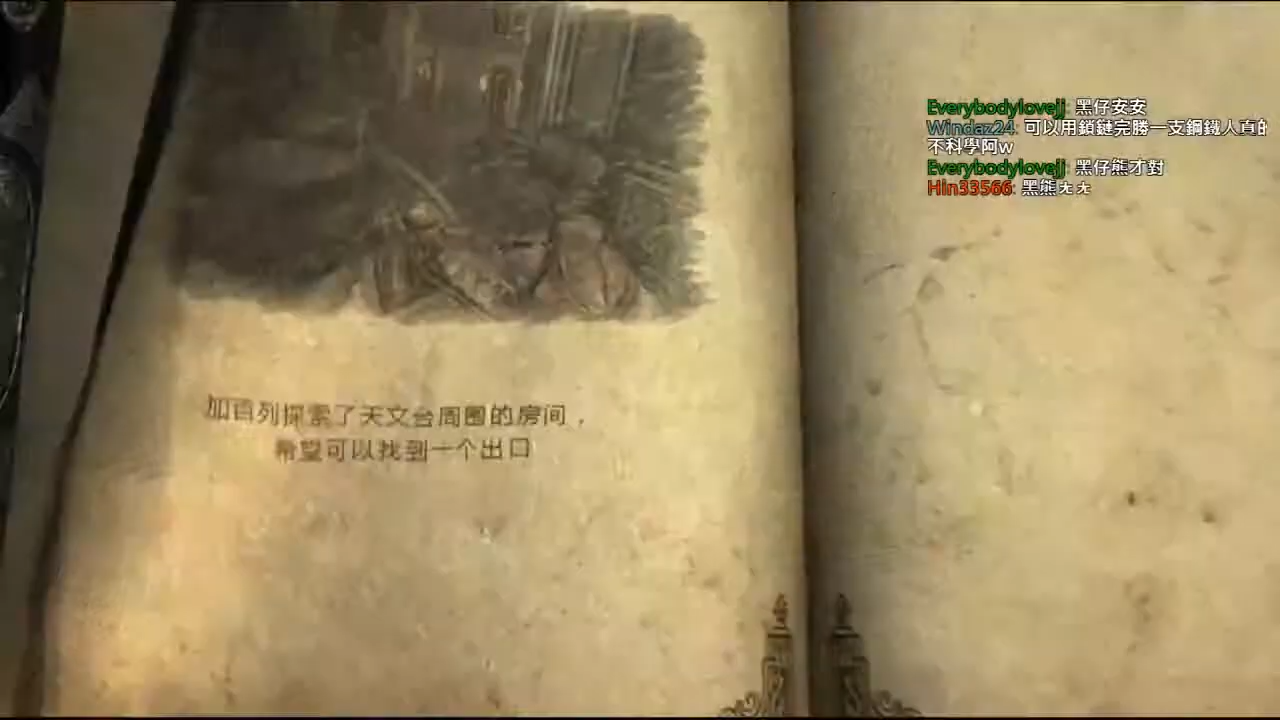 Everybodylovejj: 黑仔安安
Windaz24: 可以用鎖鏈完勝一支鋼鐵人真的
不科學阿w
Everybodylovejj: 黑仔熊才對
Hin33566: 黑熊ㄤㄤ
加百列探索了天文台周围的房间，
希望可以找到一个出口